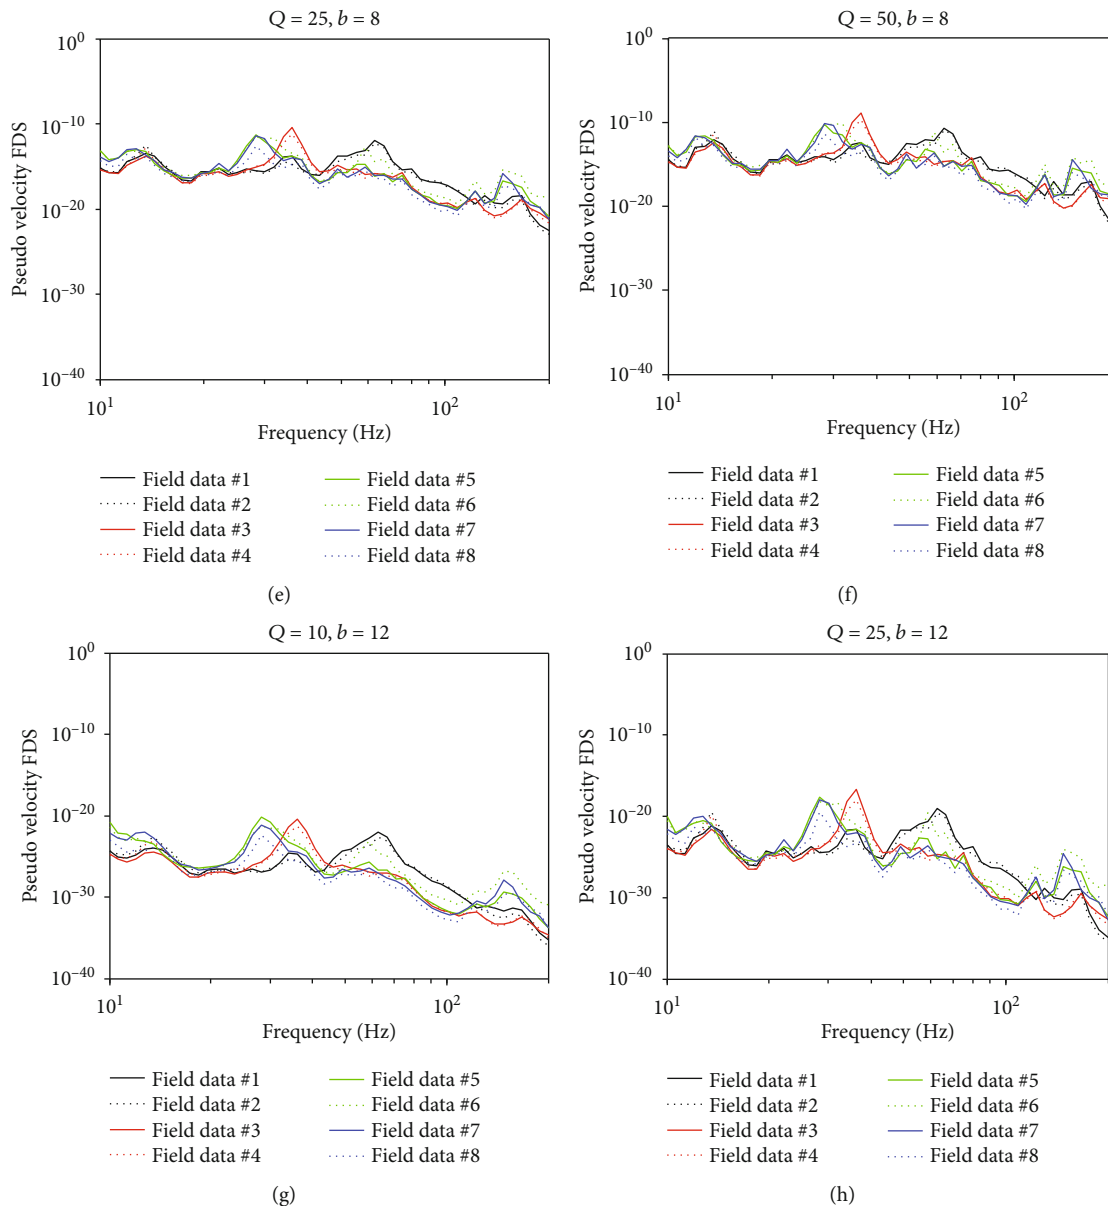 Q = 25, b = 8
10^0
10^−10
10^−20
10^−30
10^−40
Pseudo velocity FDS
10^1
10^2
Frequency (Hz)
Field data #1
Field data #2
Field data #3
Field data #4
Field data #5
Field data #6
Field data #7
Field data #8
(e)
Q = 50, b = 8
10^0
10^−10
10^−20
10^−30
10^−40
Pseudo velocity FDS
10^1
10^2
Frequency (Hz)
Field data #1
Field data #2
Field data #3
Field data #4
Field data #5
Field data #6
Field data #7
Field data #8
(f)
Q = 10, b = 12
10^0
10^−10
10^−20
10^−30
10^−40
Pseudo velocity FDS
10^1
10^2
Frequency (Hz)
Field data #1
Field data #2
Field data #3
Field data #4
Field data #5
Field data #6
Field data #7
Field data #8
(g)
Q = 25, b = 12
10^0
10^−10
10^−20
10^−30
10^−40
Pseudo velocity FDS
10^1
10^2
Frequency (Hz)
Field data #1
Field data #2
Field data #3
Field data #4
Field data #5
Field data #6
Field data #7
Field data #8
(h)